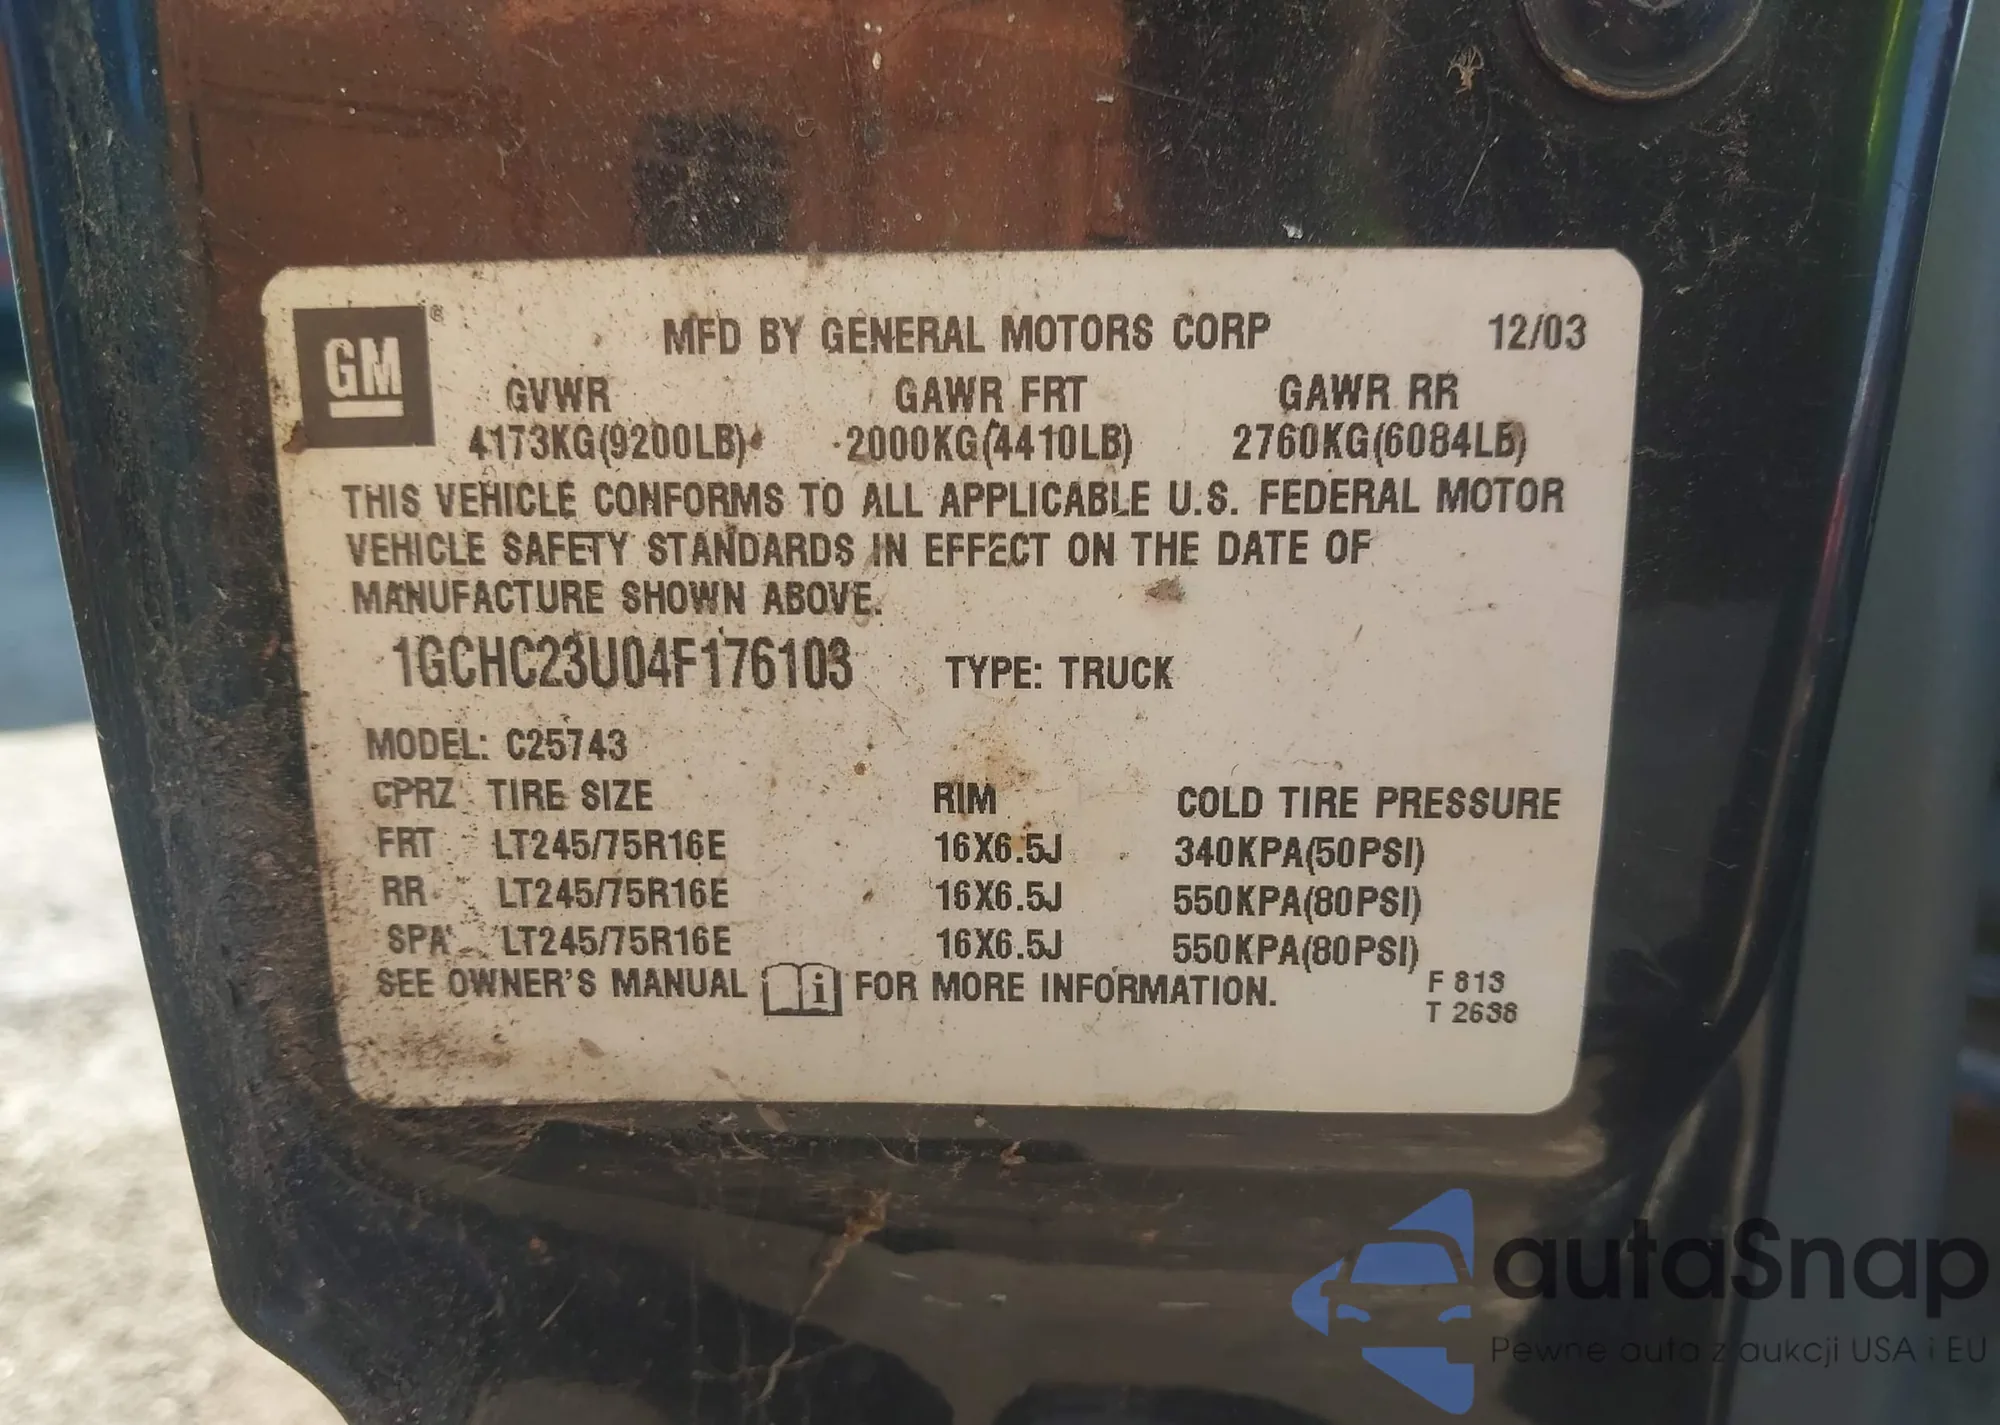 GM ® MFD BY GENERAL MOTORS CORP 12/03
GVWR GAWR FRT GAWR RR
4173KG(9200LB) 2000KG(4410LB) 2760KG(6084LB)
THIS VEHICLE CONFORMS TO ALL APPLICABLE U.S. FEDERAL MOTOR
VEHICLE SAFETY STANDARDS IN EFFECT ON THE DATE OF
MANUFACTURE SHOWN ABOVE.
1GCHC23U04F176103 TYPE: TRUCK
MODEL: C25743
CPRZ TIRE SIZE RIM COLD TIRE PRESSURE
FRT LT245/75R16E 16X6.5J 340KPA(50PSI)
RR LT245/75R16E 16X6.5J 550KPA(80PSI)
SPA LT245/75R16E 16X6.5J 550KPA(80PSI)
SEE OWNER'S MANUAL i FOR MORE INFORMATION.
F 813
T 2638
autaSnap
Pewne auta z aukcji USA i EU